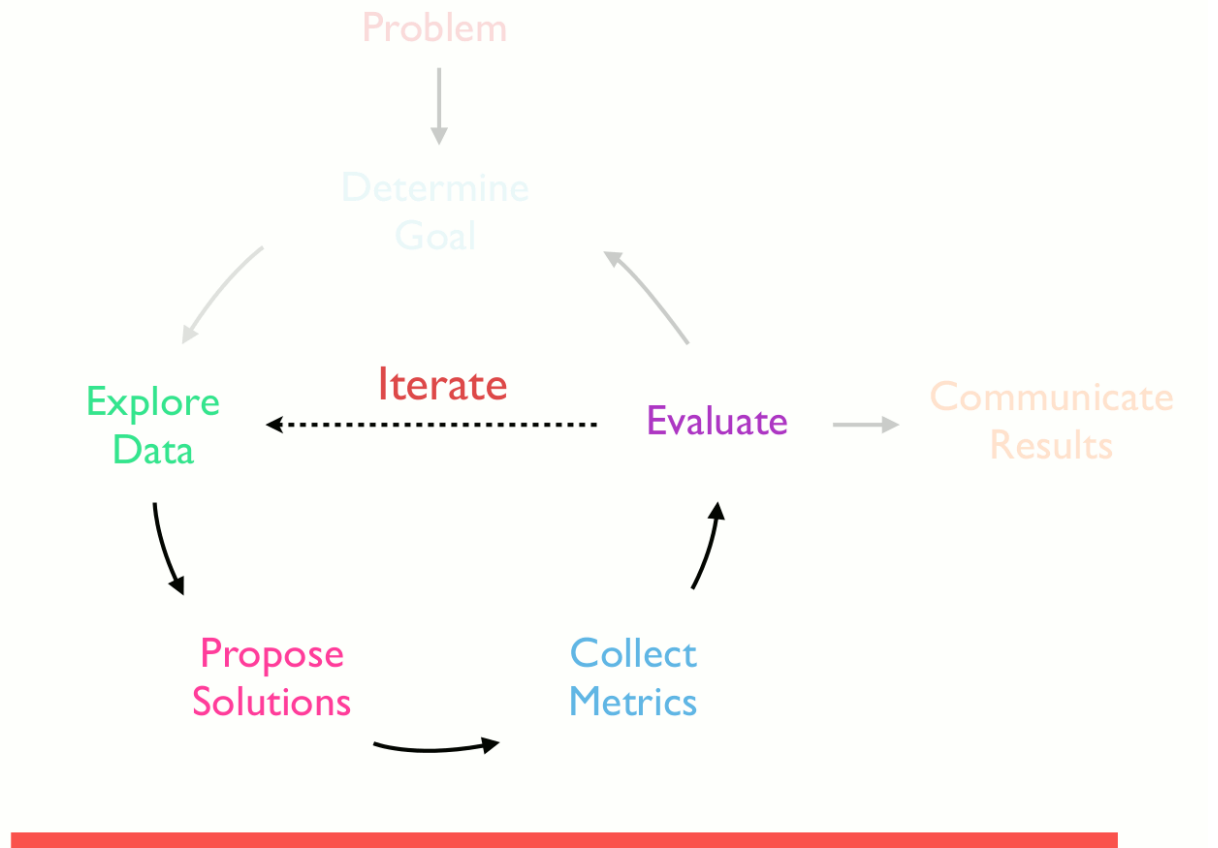 Problem
Determine
Goal
Iterate
Explore
Data
Evaluate
Communicate
Results
Propose
Solutions
Collect
Metrics